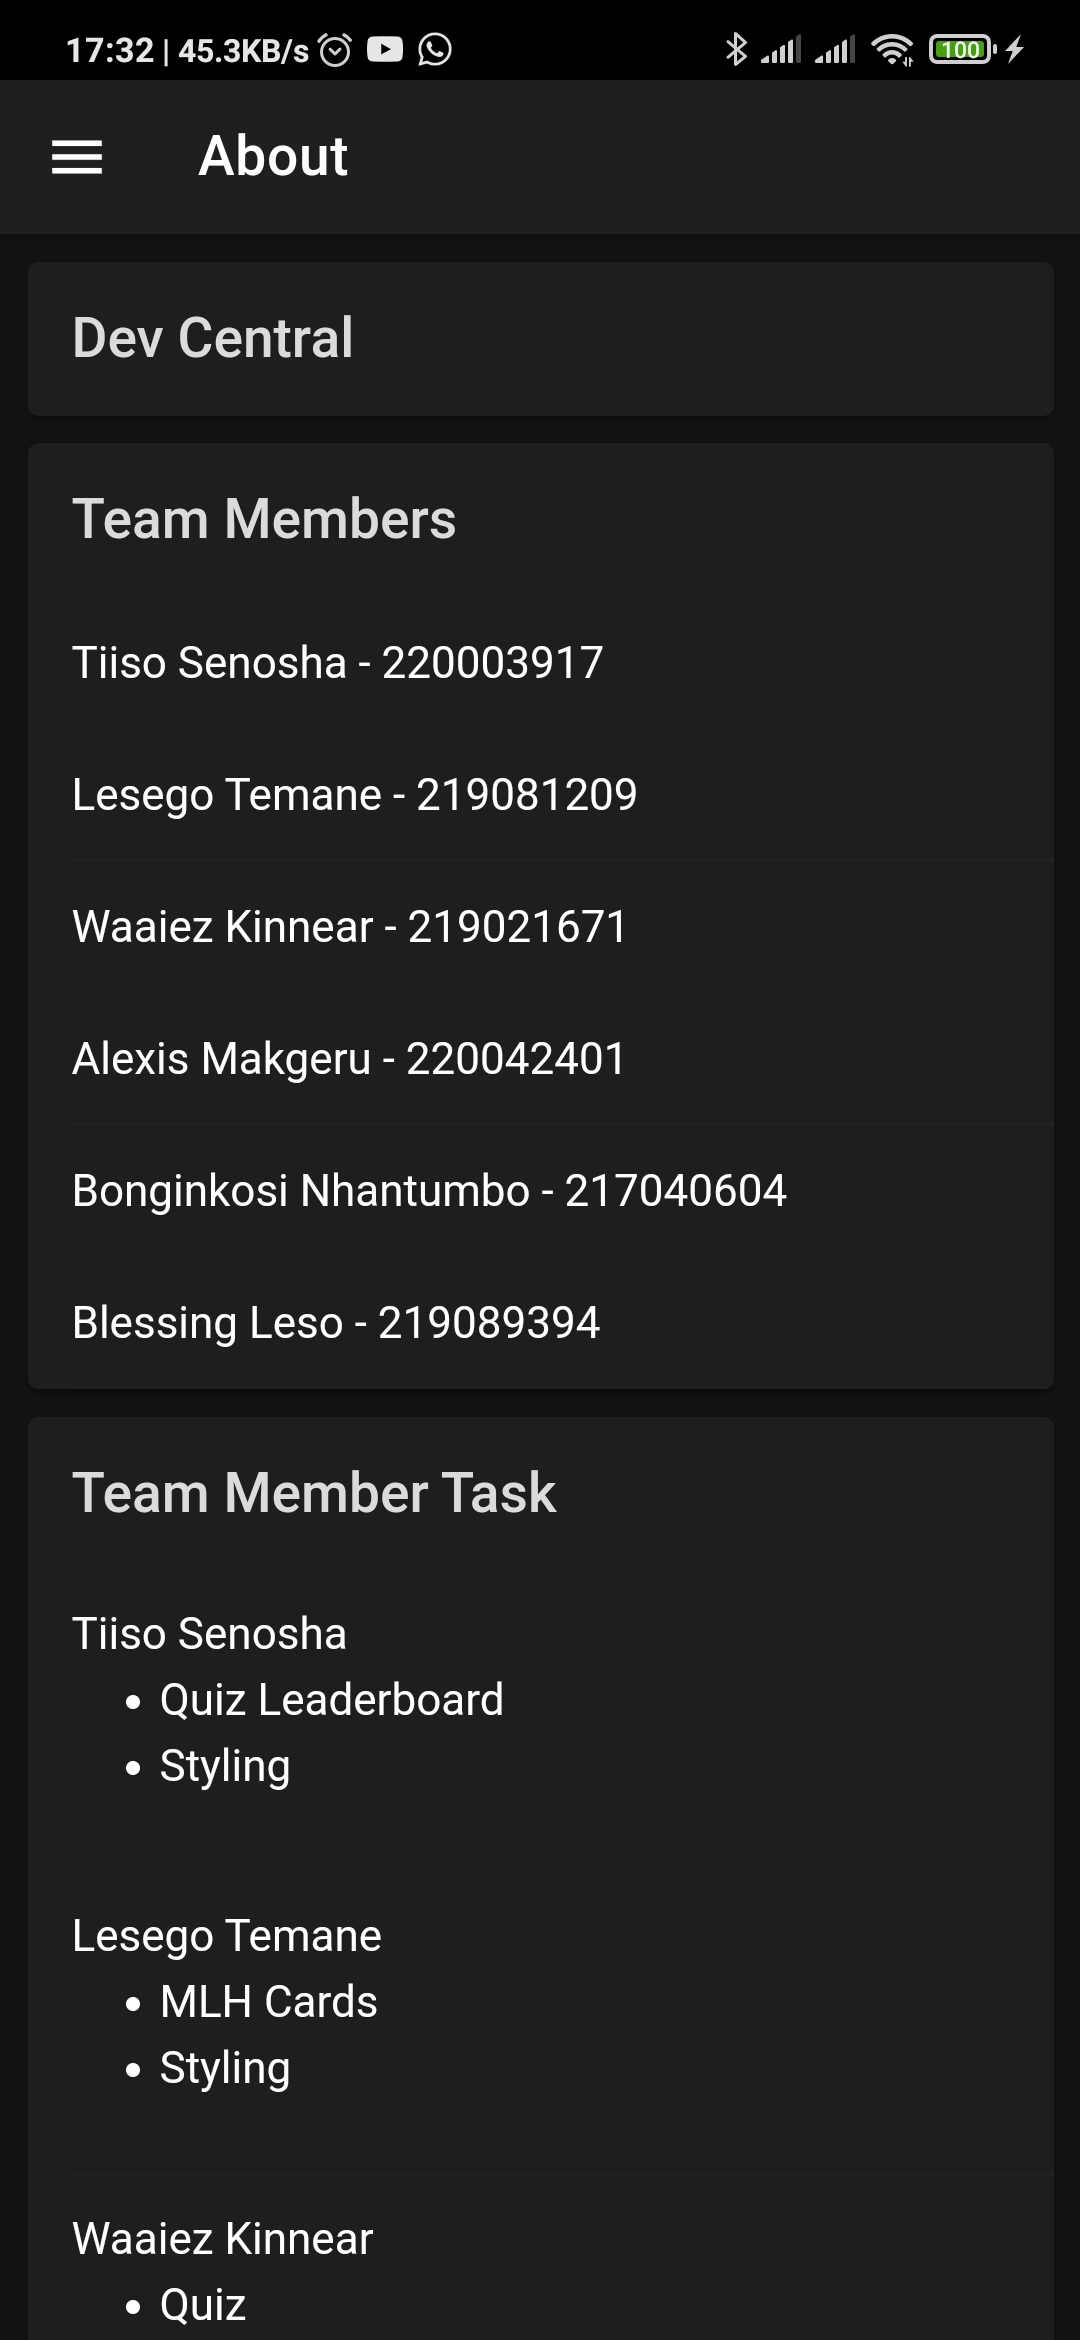 17:32 | 45.3KB/s 100
About
Dev Central
Team Members
Tiiso Senosha - 220003917
Lesego Temane - 219081209
Waaiez Kinnear - 219021671
Alexis Makgeru - 220042401
Bonginkosi Nhantumbo - 217040604
Blessing Leso - 219089394
Team Member Task
Tiiso Senosha
• Quiz Leaderboard
• Styling
Lesego Temane
• MLH Cards
• Styling
Waaiez Kinnear
• Quiz